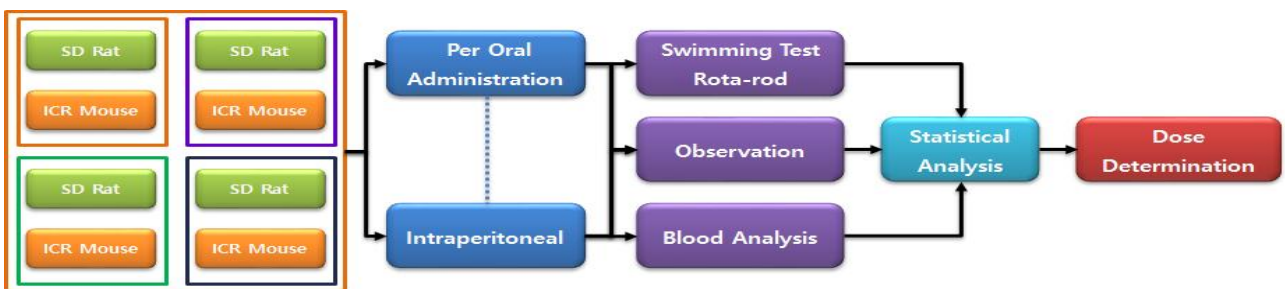 SD Rat
ICR Mouse
SD Rat
ICR Mouse
SD Rat
ICR Mouse
SD Rat
ICR Mouse
Per Oral
Administration
Intraperitoneal
Swimming Test
Rota-rod
Observation
Blood Analysis
Statistical
Analysis
Dose
Determination